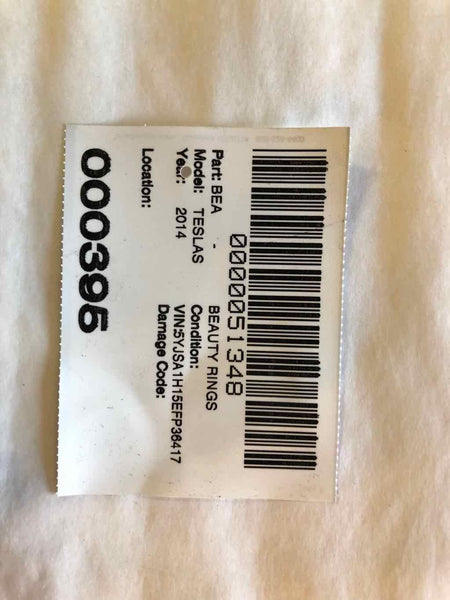 0000051348
Part: BEA - BEAUTY RINGS
Model: TESLAS Condition:
Year: 2014 VIN:5YJSA1H15EFP36417
Damage Code:
Location:
000395